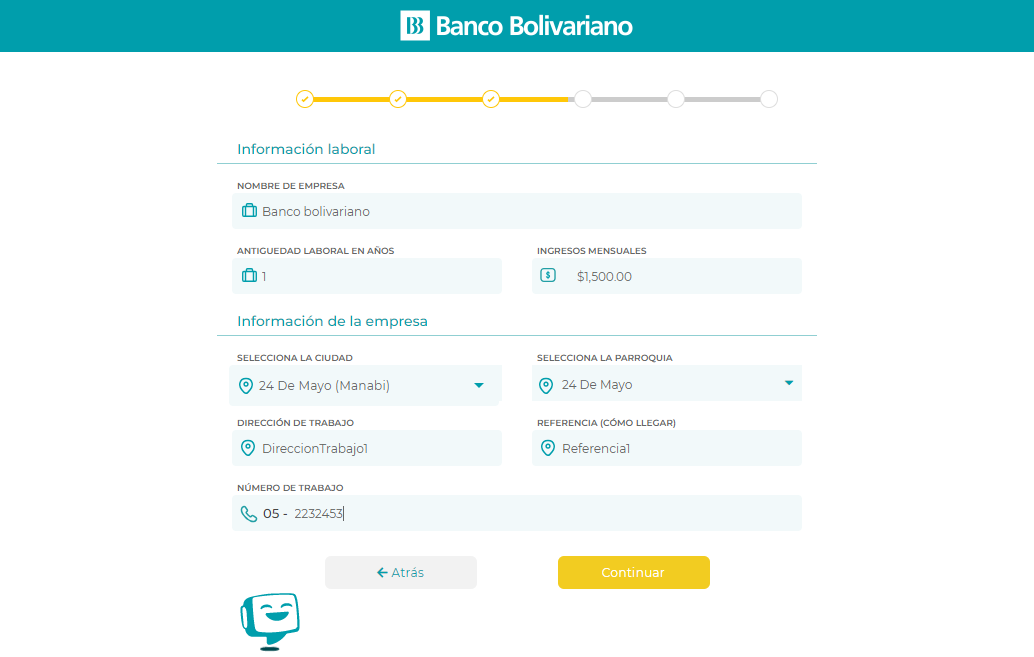 Banco Bolivariano
Información laboral
NOMBRE DE EMPRESA
Banco bolivariano
ANTIGUEDAD LABORAL EN AÑOS
INGRESOS MENSUALES
1
$ $1,500.00
Información de la empresa
SELECCIONA LA CIUDAD
SELECCIONA LA PARROQUIA
24 De Mayo (Manabi)
24 De Mayo
DIRECCIÓN DE TRABAJO
REFERENCIA (CÓMO LLEGAR)
DireccionTrabajo1
Referencia1
NÚMERO DE TRABAJO
05 - 2232453
Atrás
Continuar